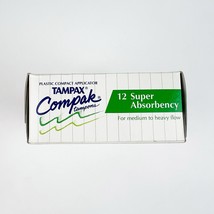 PLASTIC COMPACT APPLICATOR
TAMPAX®
Compak
tampons
12 Super
Absorbency
For medium to heavy flow